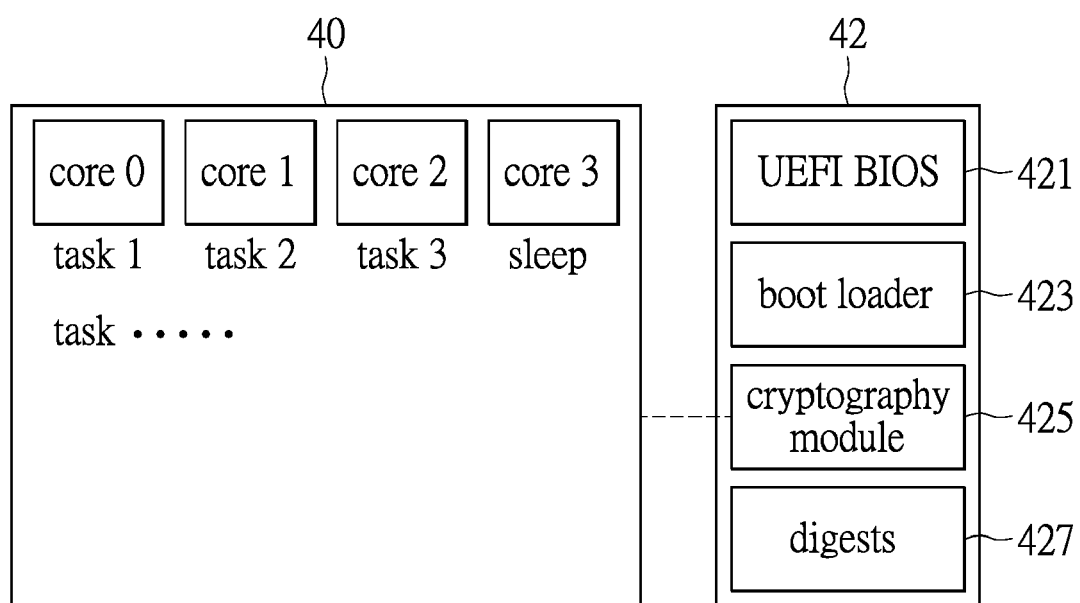 40
42
core 0 core 1 core 2 core 3
task 1 task 2 task 3 sleep
task • • • • •
UEFI BIOS
421
boot loader
423
cryptography
module
425
digests
427